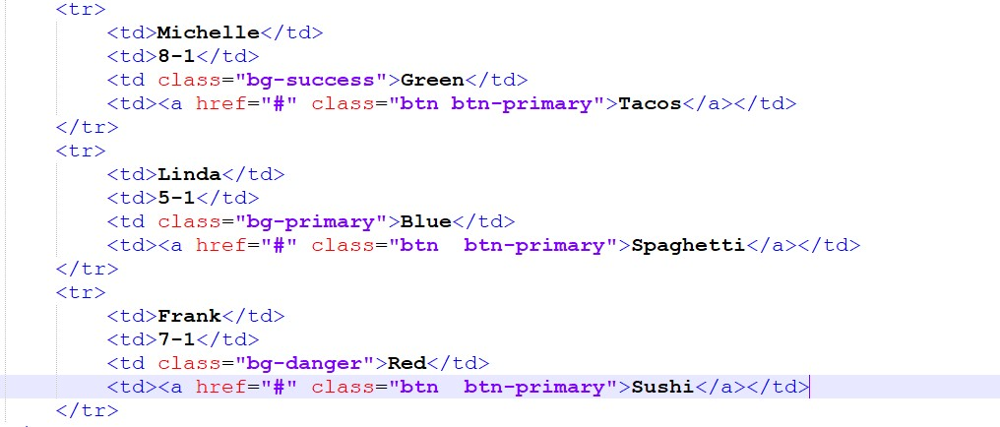 <tr>
<td>Michelle</td>
<td>8-1</td>
<td class="bg-success">Green</td>
<td><a href="#" class="btn btn-primary">Tacos</a></td>
</tr>
<tr>
<td>Linda</td>
<td>5-1</td>
<td class="bg-primary">Blue</td>
<td><a href="#" class="btn  btn-primary">Spaghetti</a></td>
</tr>
<tr>
<td>Frank</td>
<td>7-1</td>
<td class="bg-danger">Red</td>
<td><a href="#" class="btn  btn-primary">Sushi</a></td>
</tr>